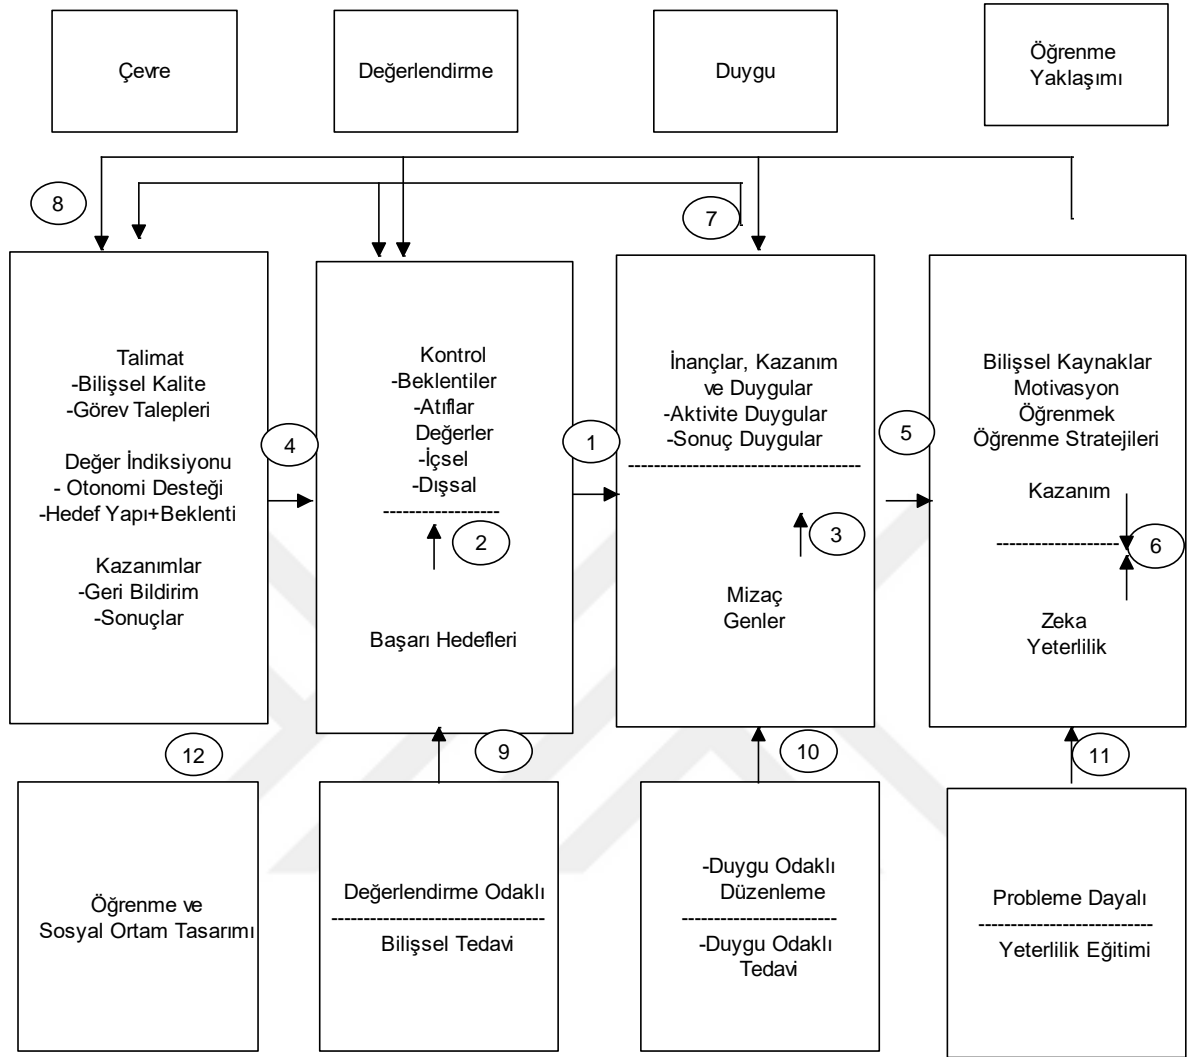 Çevre
Değerlendirme
Duygu
Öğrenme
Yaklaşımı
8
7
Talimat
-Bilişsel Kalite
-Görev Talepleri
Değer İndiksiyonu
- Otonomi Desteği
-Hedef Yapı+Beklenti
Kazanımlar
-Geri Bildirim
-Sonuçlar
4
Kontrol
-Beklentiler
-Atıflar
Değerler
-İçsel
-Dışsal
--------------------
2
Başarı Hedefleri
1
İnançlar, Kazanım
ve Duygular
-Aktivite Duygular
-Sonuç Duygular
----------------------------------------
3
Mizaç
Genler
5
Bilişsel Kaynaklar
Motivasyon
Öğrenmek
Öğrenme Stratejileri
Kazanım
---------------------
6
Zeka
Yeterlilik
12
9
10
11
Öğrenme ve
Sosyal Ortam Tasarımı
Değerlendirme Odaklı
-------------------------------------
Bilişsel Tedavi
-Duygu Odaklı
Düzenleme
---------------------------
-Duygu Odaklı
Tedavi
Probleme Dayalı
------------------------------
Yeterlilik Eğitimi